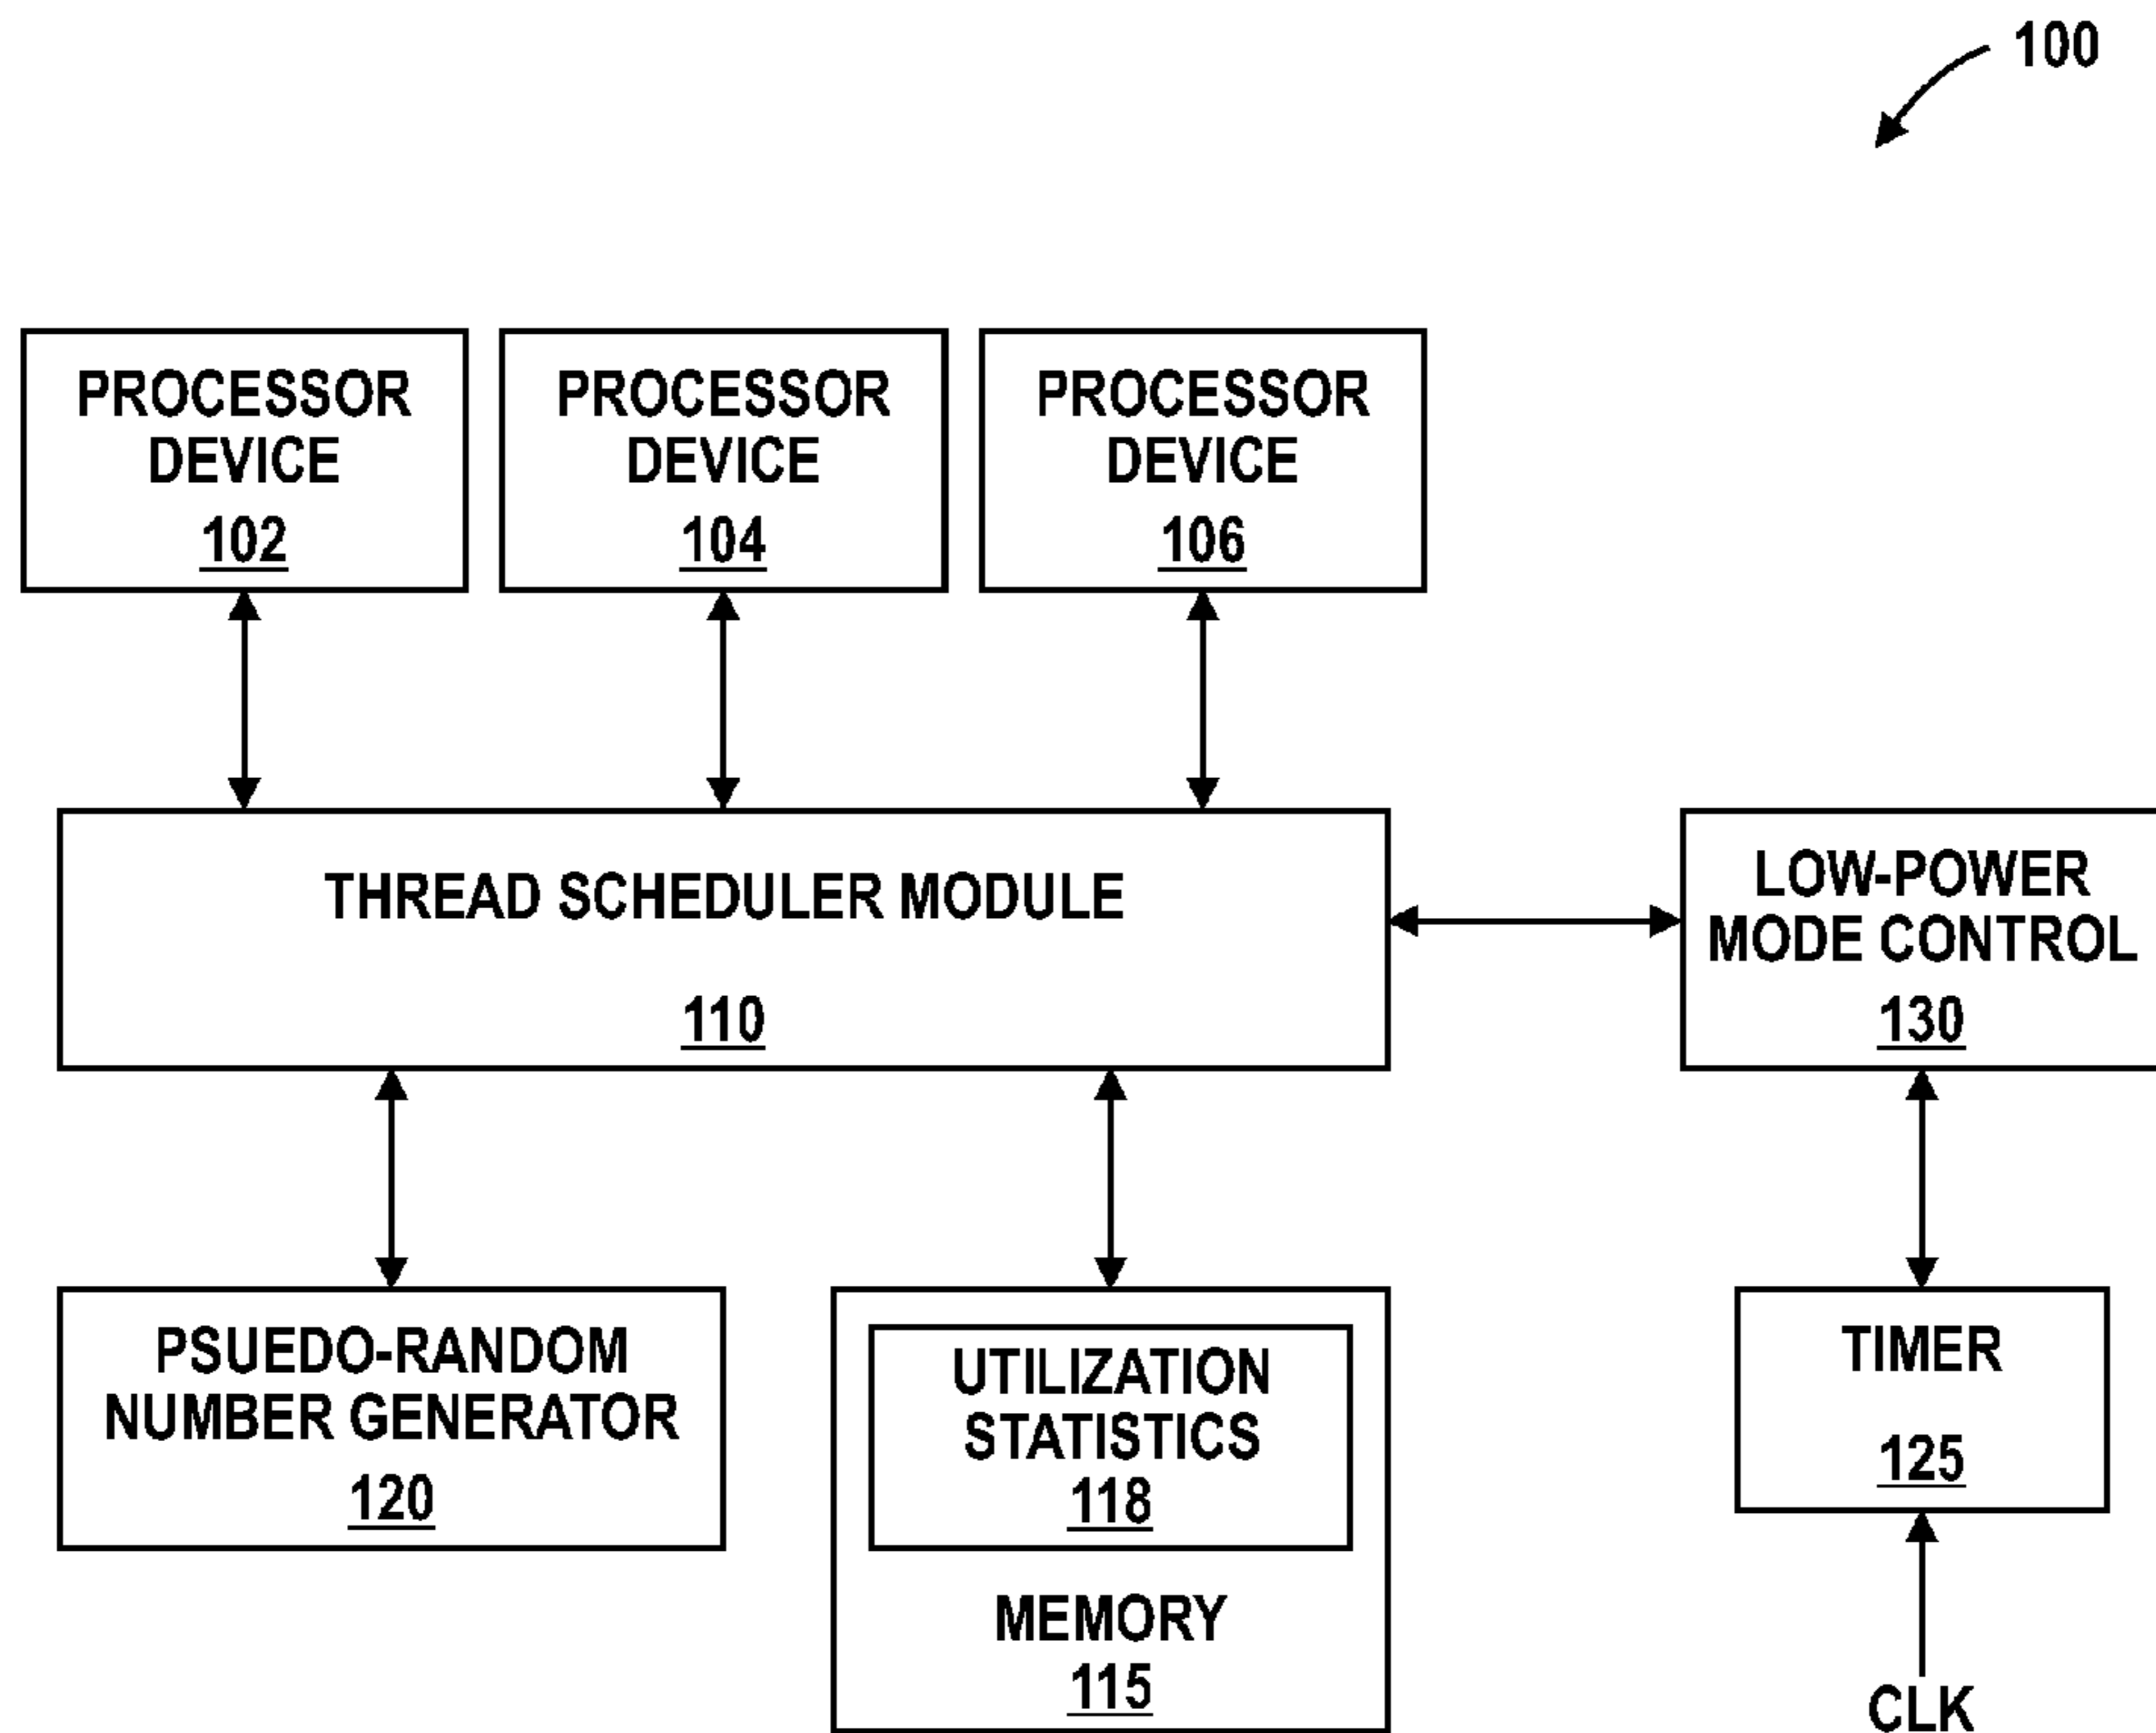 100
PROCESSOR
DEVICE
102
PROCESSOR
DEVICE
104
PROCESSOR
DEVICE
106
THREAD SCHEDULER MODULE
110
LOW-POWER
MODE CONTROL
130
PSUEDO-RANDOM
NUMBER GENERATOR
120
UTILIZATION
STATISTICS
118
MEMORY
115
TIMER
125
CLK